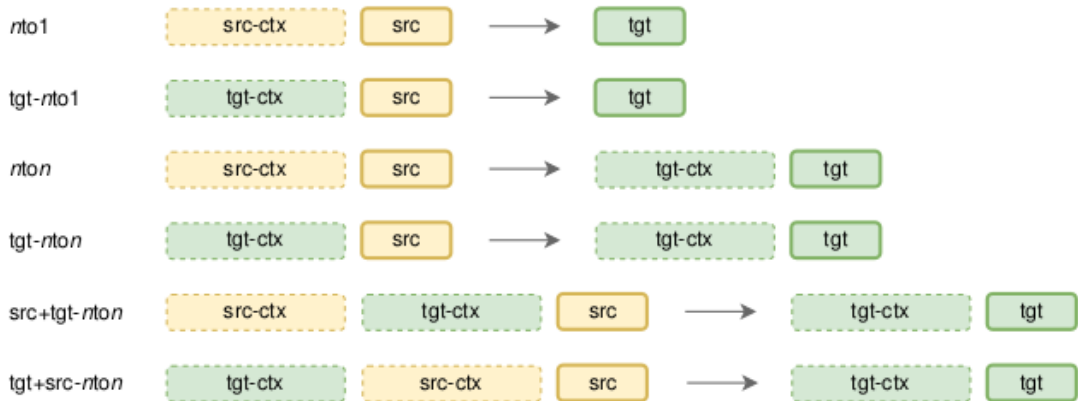 nto1 src-ctx src tgt
tgt-nto1 tgt-ctx src tgt
nton src-ctx src tgt-ctx tgt
tgt-nton tgt-ctx src tgt-ctx tgt
src+tgt-nton src-ctx tgt-ctx src tgt-ctx tgt
tgt+src-nton tgt-ctx src-ctx src tgt-ctx tgt